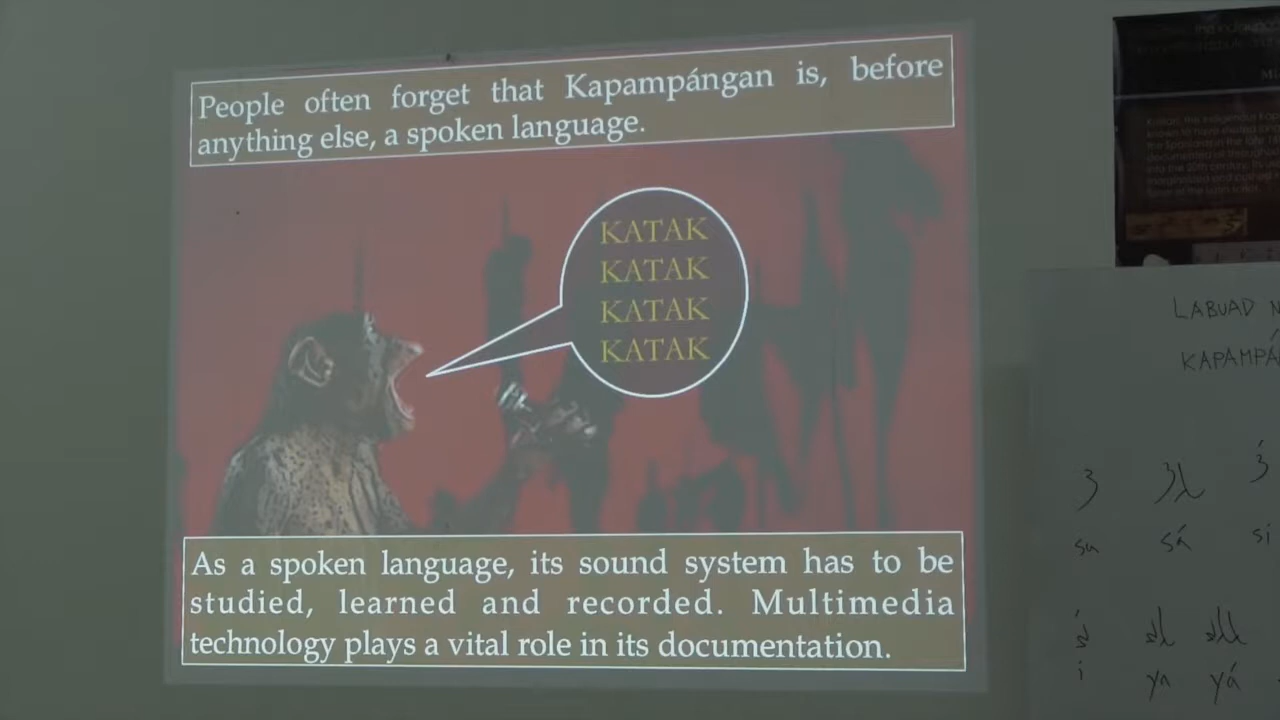 People often forget that Kapampángan is, before
anything else, a spoken language.
KATAK
KATAK
KATAK
KATAK
As a spoken language, its sound system has to be
studied, learned and recorded. Multimedia
technology plays a vital role in its documentation.
LABUAD
KAPAMPÁ
sa sá si
i ya yá